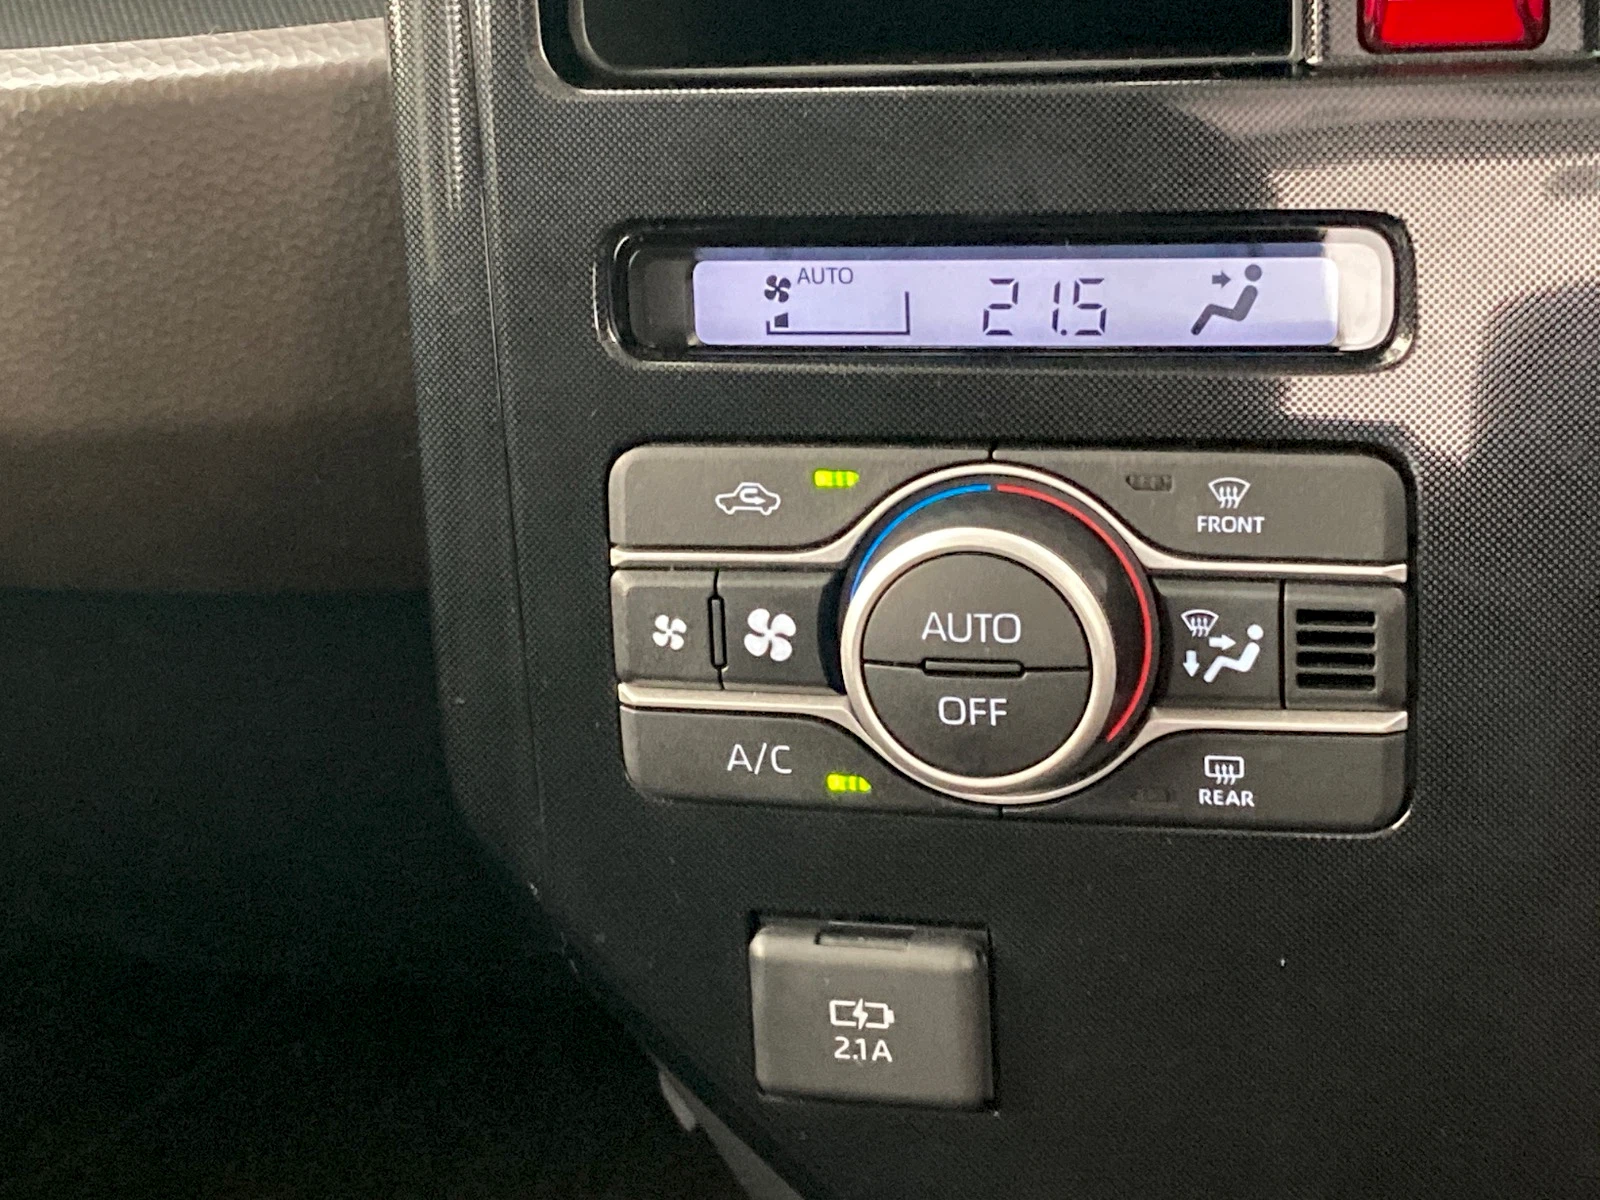 AUTO
21.5
FRONT
AUTO
OFF
A/C
REAR
2.1A